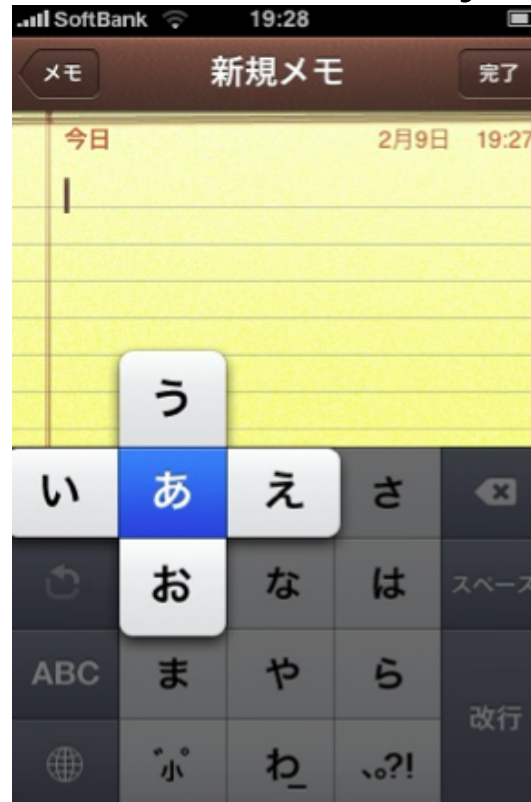 SoftBank 19:28
メモ 新規メモ 完了
今日 2月9日 19:27
う
い あ え さ
お な は スペース
ABC ま や ら
改行
゛゜小 わ_ 、。?!